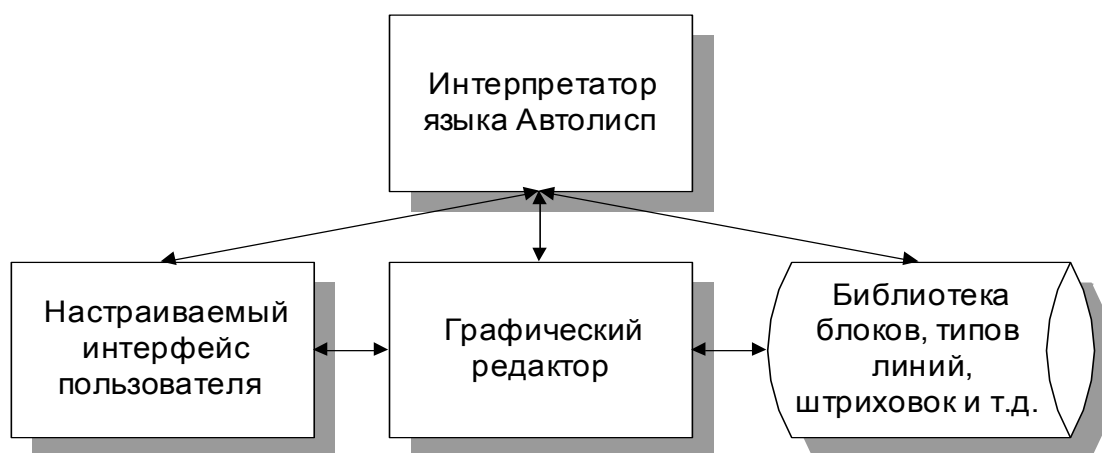 Интерпретатор
языка Автолисп
Настраиваемый
интерфейс
пользователя
Графический
редактор
Библиотека
блоков, типов
линий,
штриховок и т.д.